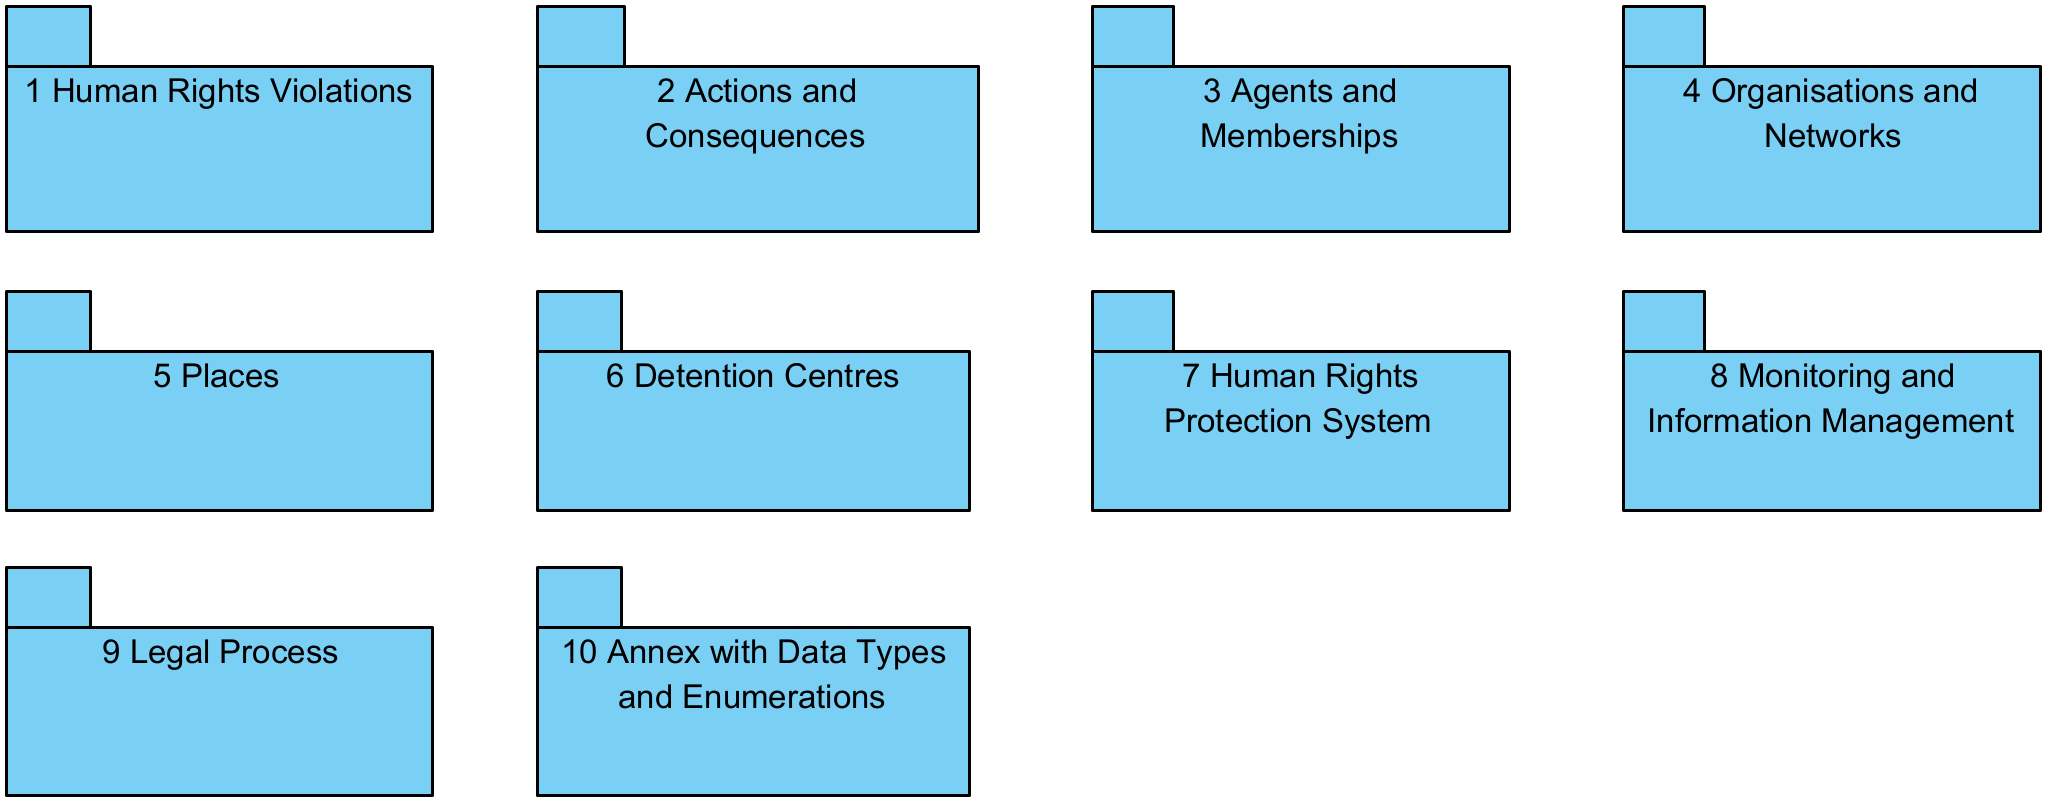 1 Human Rights Violations
2 Actions and
Consequences
3 Agents and
Memberships
4 Organisations and
Networks
5 Places
6 Detention Centres
7 Human Rights
Protection System
8 Monitoring and
Information Management
9 Legal Process
10 Annex with Data Types
and Enumerations